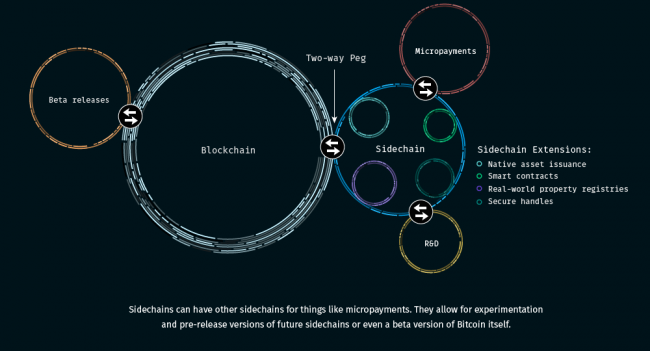 Micropayments
Two-way Peg
Beta releases
Blockchain
Sidechain
Sidechain Extensions:
Native asset issuance
Smart contracts
Real-world property registries
Secure handles
R&D
Sidechains can have other sidechains for things like micropayments. They allow for experimentation
and pre-release versions of future sidechains or even a beta version of Bitcoin itself.